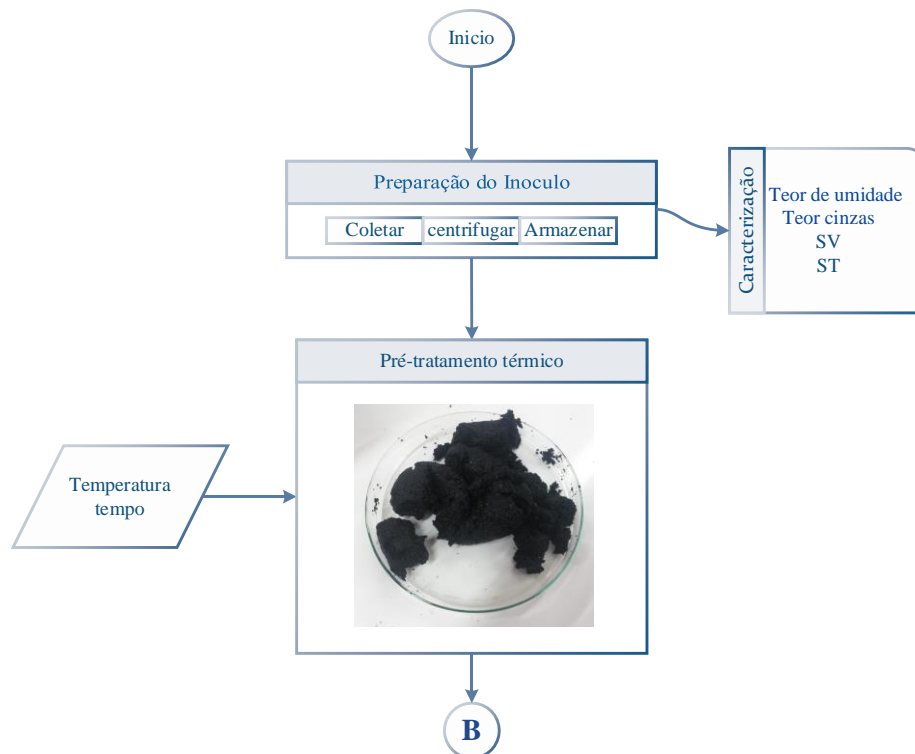 Inicio
Preparação do Inoculo
Coletar centrifugar Armazenar
Caracterização
Teor de umidade
Teor cinzas
SV
ST
Pré-tratamento térmico
Temperatura
tempo
B